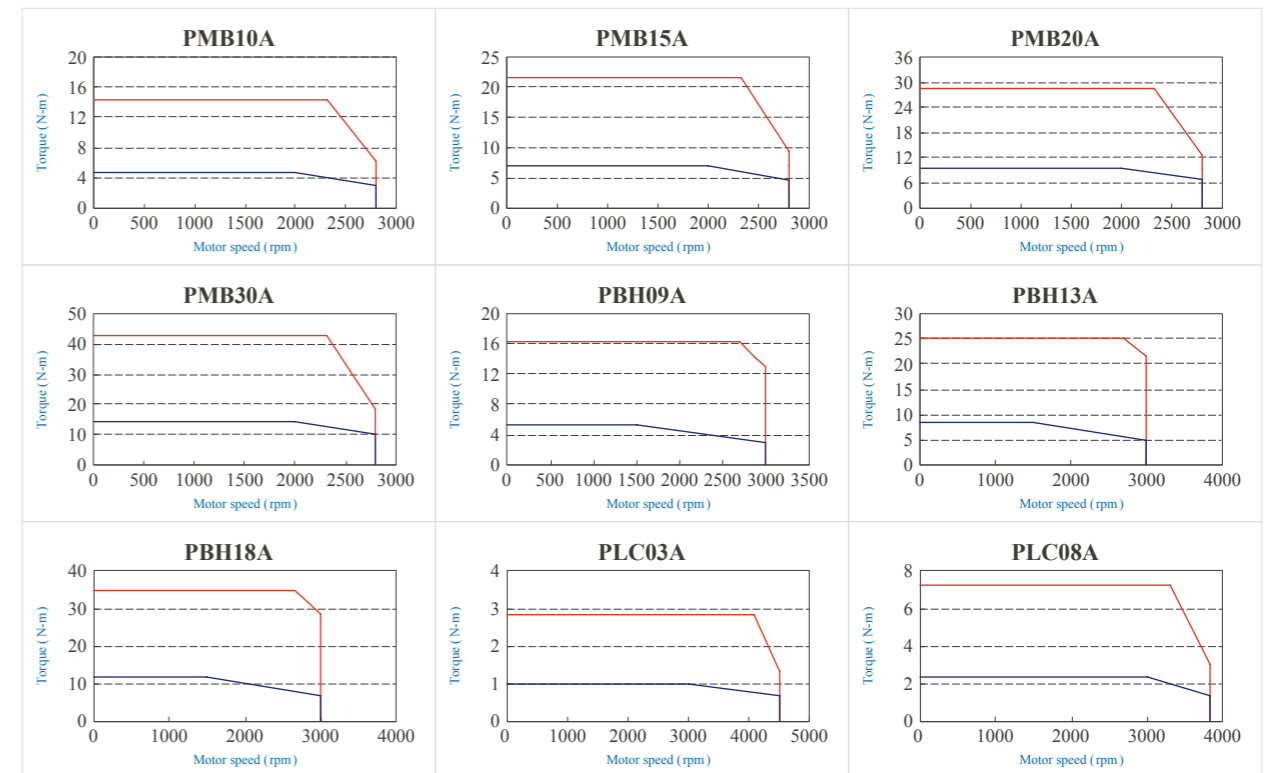 PMB10A
Torque (N-m)
20
16
12
8
4
0
0 500 1000 1500 2000 2500 3000
Motor speed (rpm)
PMB15A
Torque (N-m)
25
20
15
10
5
0
0 500 1000 1500 2000 2500 3000
Motor speed (rpm)
PMB20A
Torque (N-m)
36
30
24
18
12
6
0
0 500 1000 1500 2000 2500 3000
Motor speed (rpm)
PMB30A
Torque (N-m)
50
40
30
20
10
0
0 500 1000 1500 2000 2500 3000
Motor speed (rpm)
PBH09A
Torque (N-m)
20
16
12
8
4
0
0 500 1000 1500 2000 2500 3000 3500
Motor speed (rpm)
PBH13A
Torque (N-m)
30
25
20
15
10
5
0
0 1000 2000 3000 4000
Motor speed (rpm)
PBH18A
Torque (N-m)
40
30
20
10
0
0 1000 2000 3000 4000
Motor speed (rpm)
PLC03A
Torque (N-m)
4
3
2
1
0
0 1000 2000 3000 4000 5000
Motor speed (rpm)
PLC08A
Torque (N-m)
8
6
4
2
0
0 1000 2000 3000 4000
Motor speed (rpm)